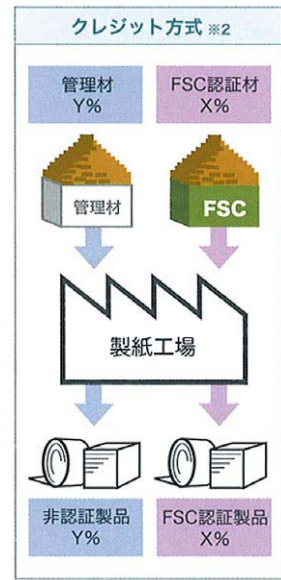 クレジット方式 ※2
管理材
Y%
FSC認証材
X%
管理材
FSC
製紙工場
非認証製品
Y%
FSC認証製品
X%